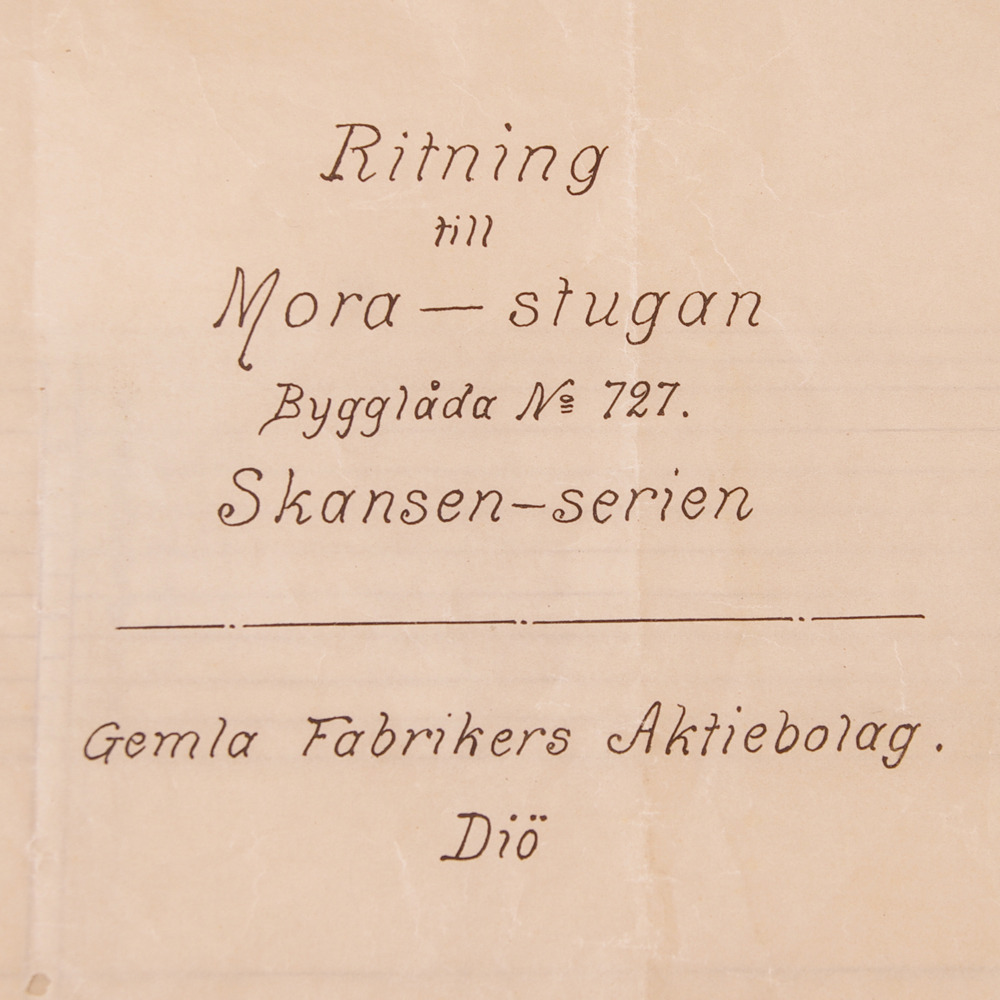 Ritning
till
Mora — stugan
Bygglåda № 727.
Skansen-serien
Gemla Fabrikers Aktiebolag.
Diö